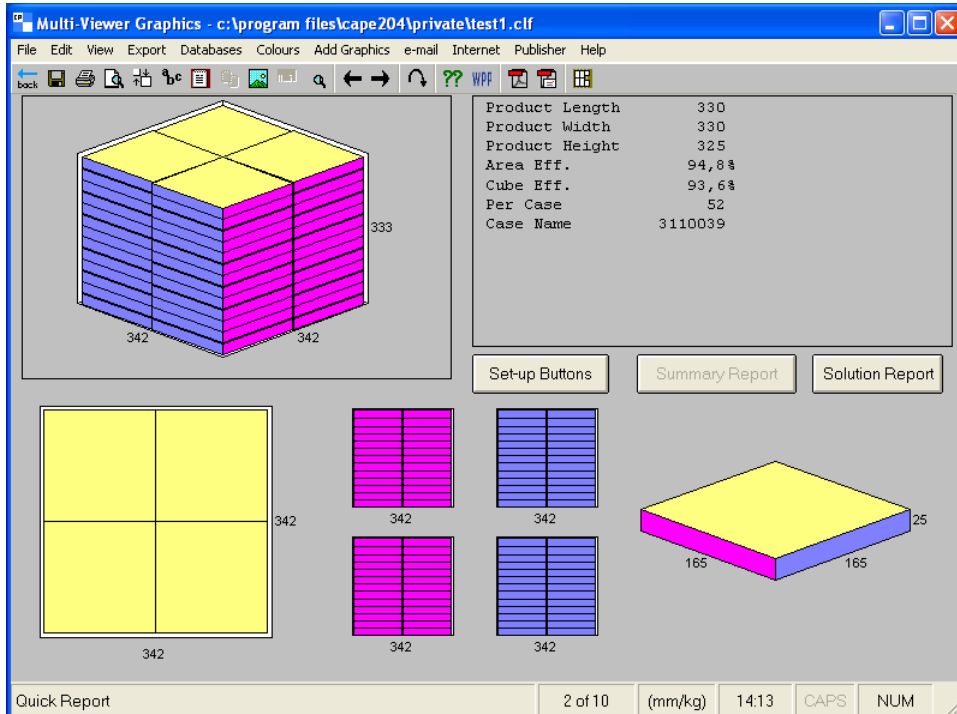 Multi-Viewer Graphics - c:\program files\cape204\private\test1.clf
File Edit View Export Databases Colours Add Graphics e-mail Internet Publisher Help
back abc ?? WPP
333
342 342
Product Length 330
Product Width 330
Product Height 325
Area Eff. 94,8%
Cube Eff. 93,6%
Per Case 52
Case Name 3110039
Set-up Buttons Summary Report Solution Report
342
342
342 342
342 342
25
165 165
Quick Report 2 of 10 (mm/kg) 14:13 CAPS NUM